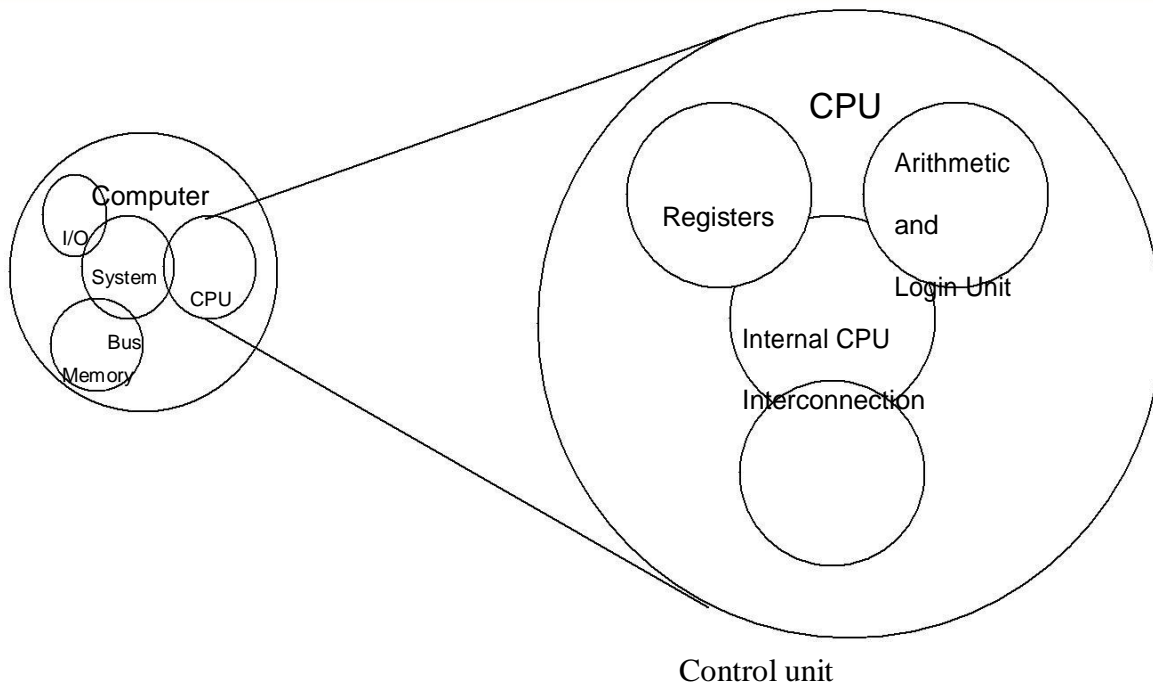 Computer
I/O
System
CPU
Bus
Memory
CPU
Registers
Arithmetic
and
Login Unit
Internal CPU
Interconnection
Control unit